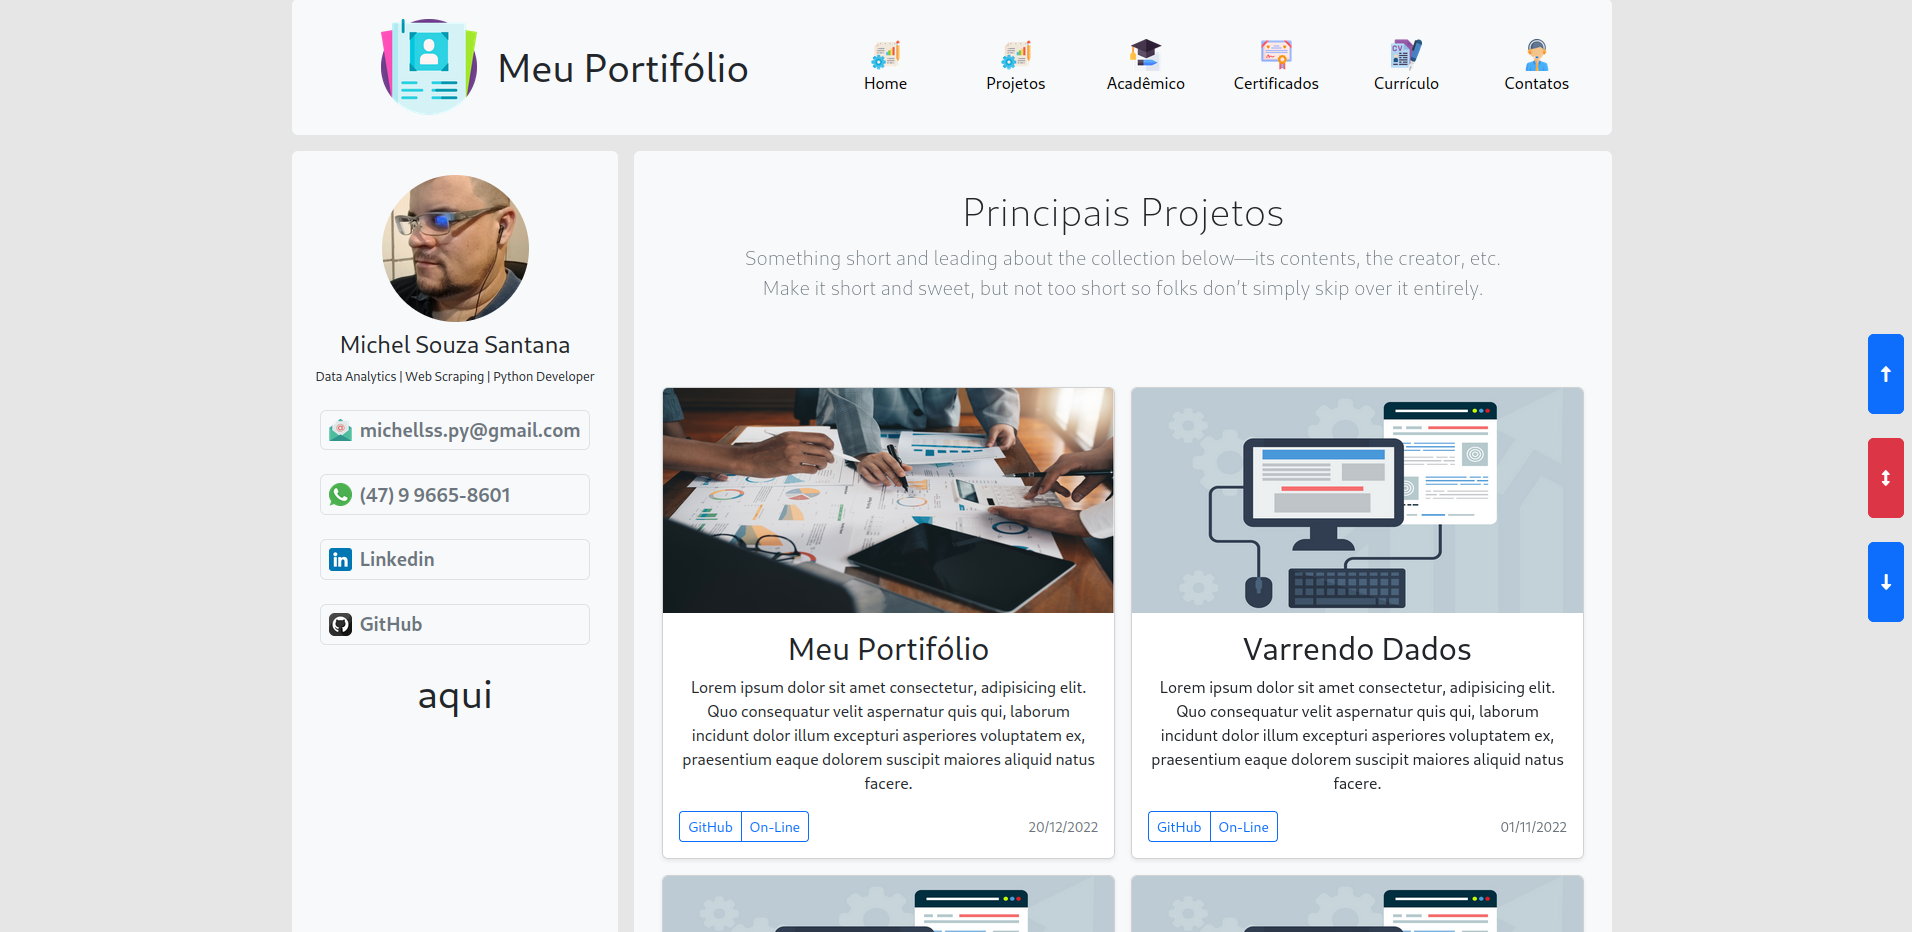 Meu Portifólio
Home
Projetos
Acadêmico
Certificados
Currículo
Contatos
Michel Souza Santana
Data Analytics | Web Scraping | Python Developer
michellss.py@gmail.com
(47) 9 9665-8601
Linkedin
GitHub
aqui
Principais Projetos
Something short and leading about the collection below—its contents, the creator, etc.
Make it short and sweet, but not too short so folks don’t simply skip over it entirely.
Meu Portifólio
Lorem ipsum dolor sit amet consectetur, adipisicing elit.
Quo consequatur velit aspernatur quis qui, laborum
incidunt dolor illum excepturi asperiores voluptatem ex,
praesentium eaque dolorem suscipit maiores aliquid natus
facere.
GitHub
On-Line
20/12/2022
Varrendo Dados
Lorem ipsum dolor sit amet consectetur, adipisicing elit.
Quo consequatur velit aspernatur quis qui, laborum
incidunt dolor illum excepturi asperiores voluptatem ex,
praesentium eaque dolorem suscipit maiores aliquid natus
facere.
GitHub
On-Line
01/11/2022